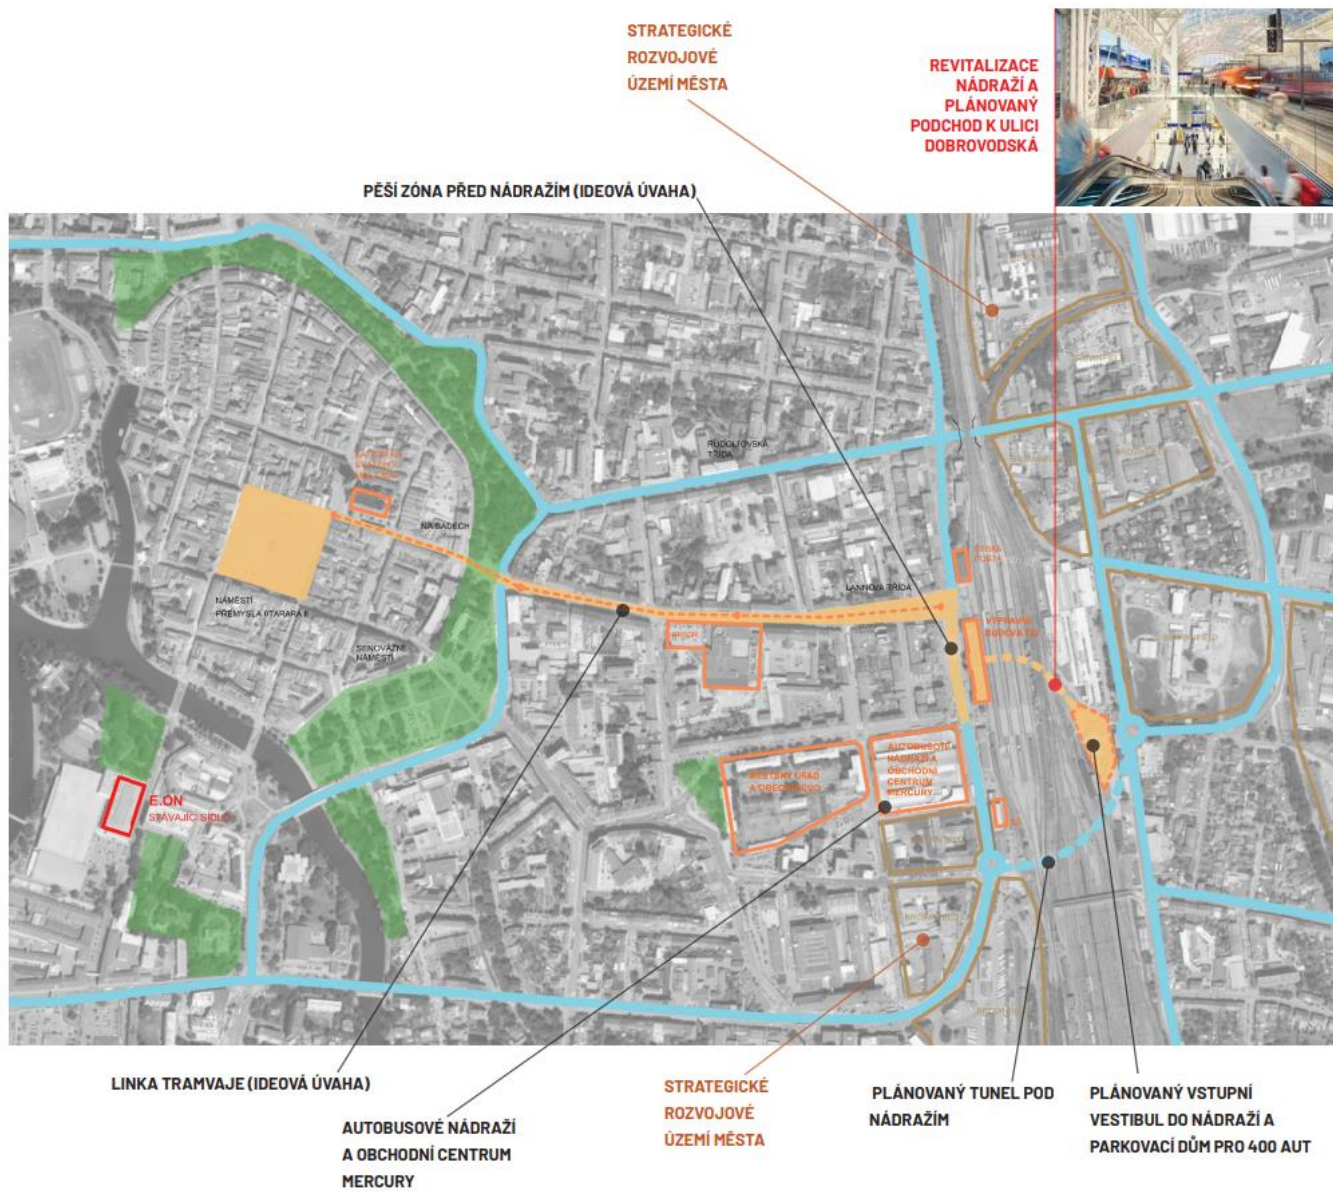 STRATEGICKÉ
ROZVOJOVÉ
ÚZEMÍ MĚSTA
REVITALIZACE
NÁDRAŽÍ A
PLÁNOVANÝ
PODCHOD K ULICI
DOBROVODSKÁ
PĚŠÍ ZÓNA PŘED NÁDRAŽÍM (IDEOVÁ ÚVAHA)
RUDOLFOVSKÁ
TŘÍDA
NA SADECH
LANNOVA TŘÍDA
NÁMĚSTÍ
PŘEMYSLA OTAKARA II
SENOVÁŽNÉ
NÁMĚSTÍ
VÝPRAVNÍ
BUDOVA ČD
AUTOBUSOVÉ
NÁDRAŽÍ A
OBCHODNÍ
CENTRUM
MERCURY
E.ON
STÁVAJÍCÍ SÍDLO
LINKA TRAMVAJE (IDEOVÁ ÚVAHA)
AUTOBUSOVÉ NÁDRAŽÍ
A OBCHODNÍ CENTRUM
MERCURY
STRATEGICKÉ
ROZVOJOVÉ
ÚZEMÍ MĚSTA
PLÁNOVANÝ TUNEL POD
NÁDRAŽÍM
PLÁNOVANÝ VSTUPNÍ
VESTIBUL DO NÁDRAŽÍ A
PARKOVACÍ DŮM PRO 400 AUT